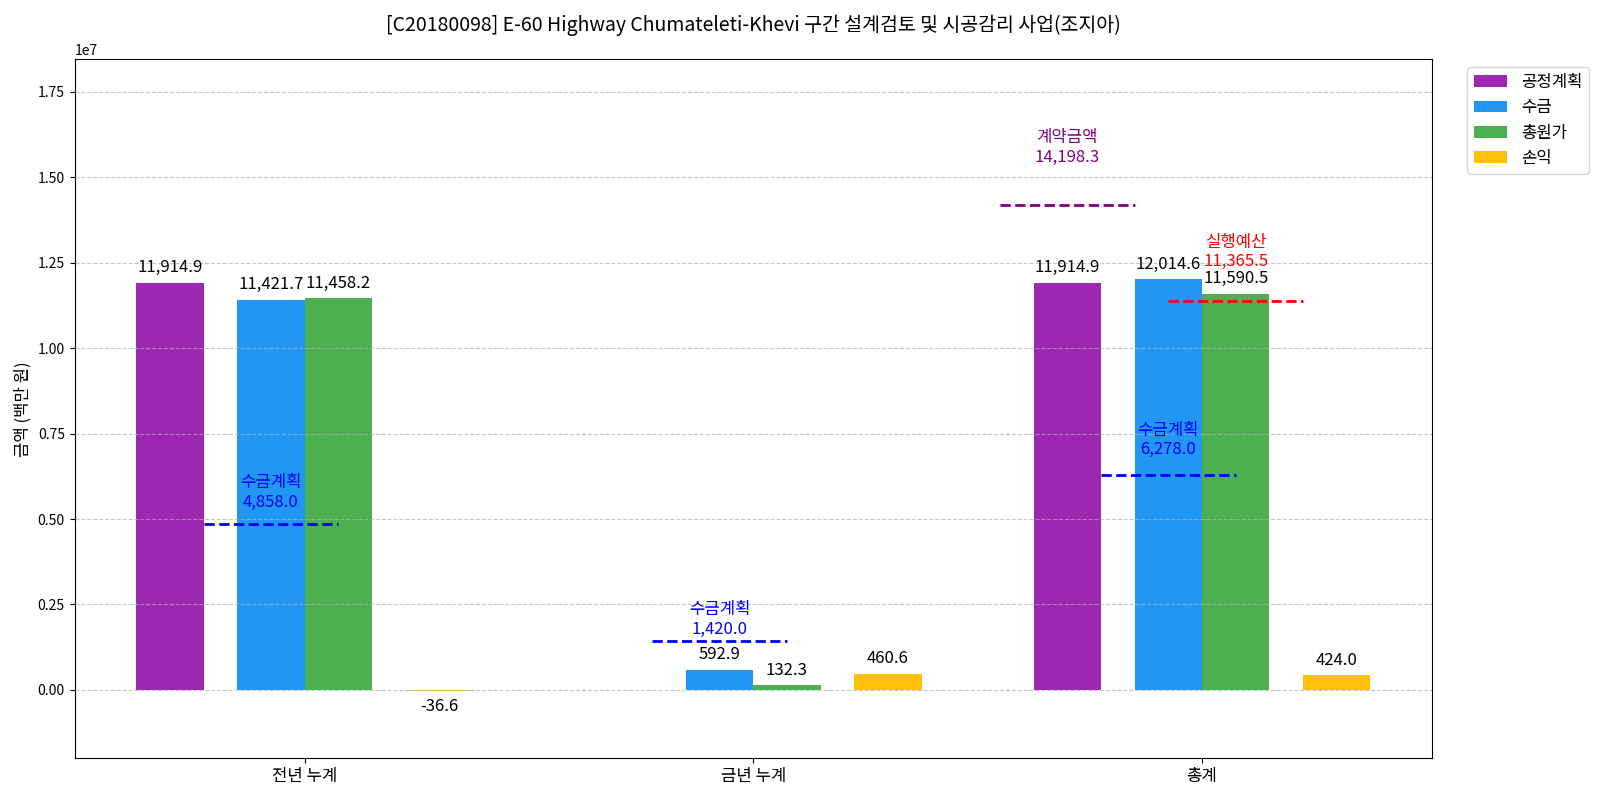 [C20180098] E-60 Highway Chumateleti-Khevi 구간 설계검토 및 시공감리 사업(조지아)
1e7
공정계획
수금
총원가
손익
금액 (백만 원)
1.75
1.50
1.25
1.00
0.75
0.50
0.25
0.00
11,914.9
11,421.7
11,458.2
수금계획
4,858.0
-36.6
수금계획
1,420.0
592.9
132.3
460.6
계약금액
14,198.3
실행예산
11,365.5
11,914.9
12,014.6
11,590.5
수금계획
6,278.0
424.0
전년 누계
금년 누계
총계